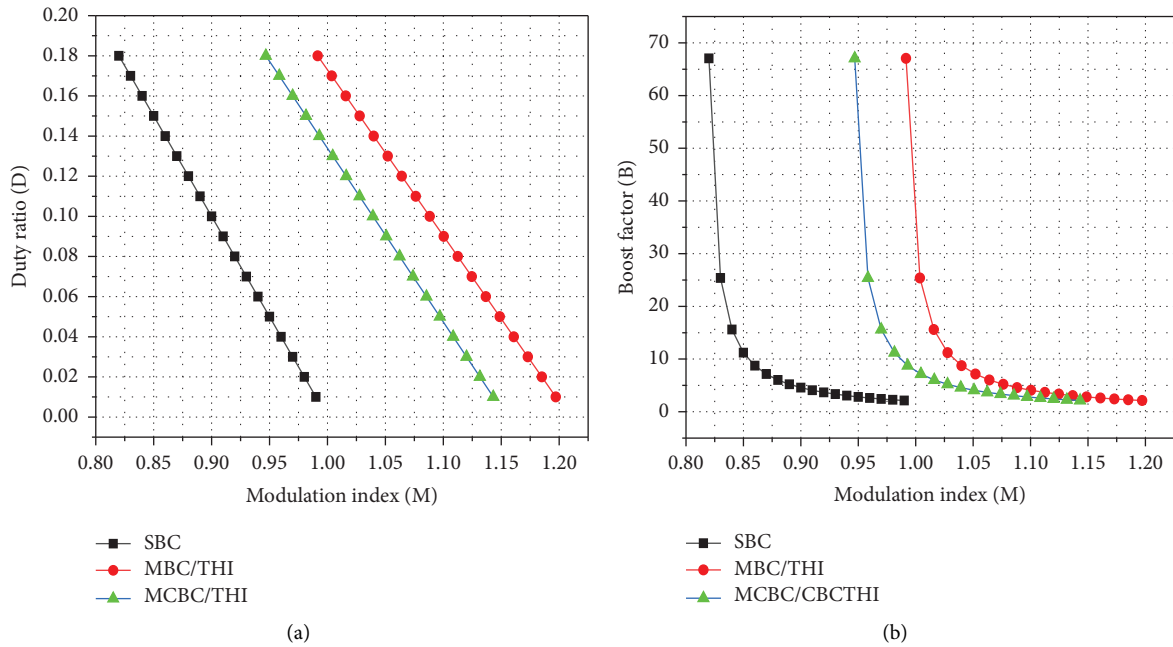 0.20
0.18
0.16
0.14
0.12
0.10
0.08
0.06
0.04
0.02
0.00
Duty ratio (D)
0.80 0.85 0.90 0.95 1.00 1.05 1.10 1.15 1.20
Modulation index (M)
SBC
MBC/THI
MCBC/THI
(a)
70
60
50
40
30
20
10
0
Boost factor (B)
0.80 0.85 0.90 0.95 1.00 1.05 1.10 1.15 1.20
Modulation index (M)
SBC
MBC/THI
MCBC/CBCTHI
(b)